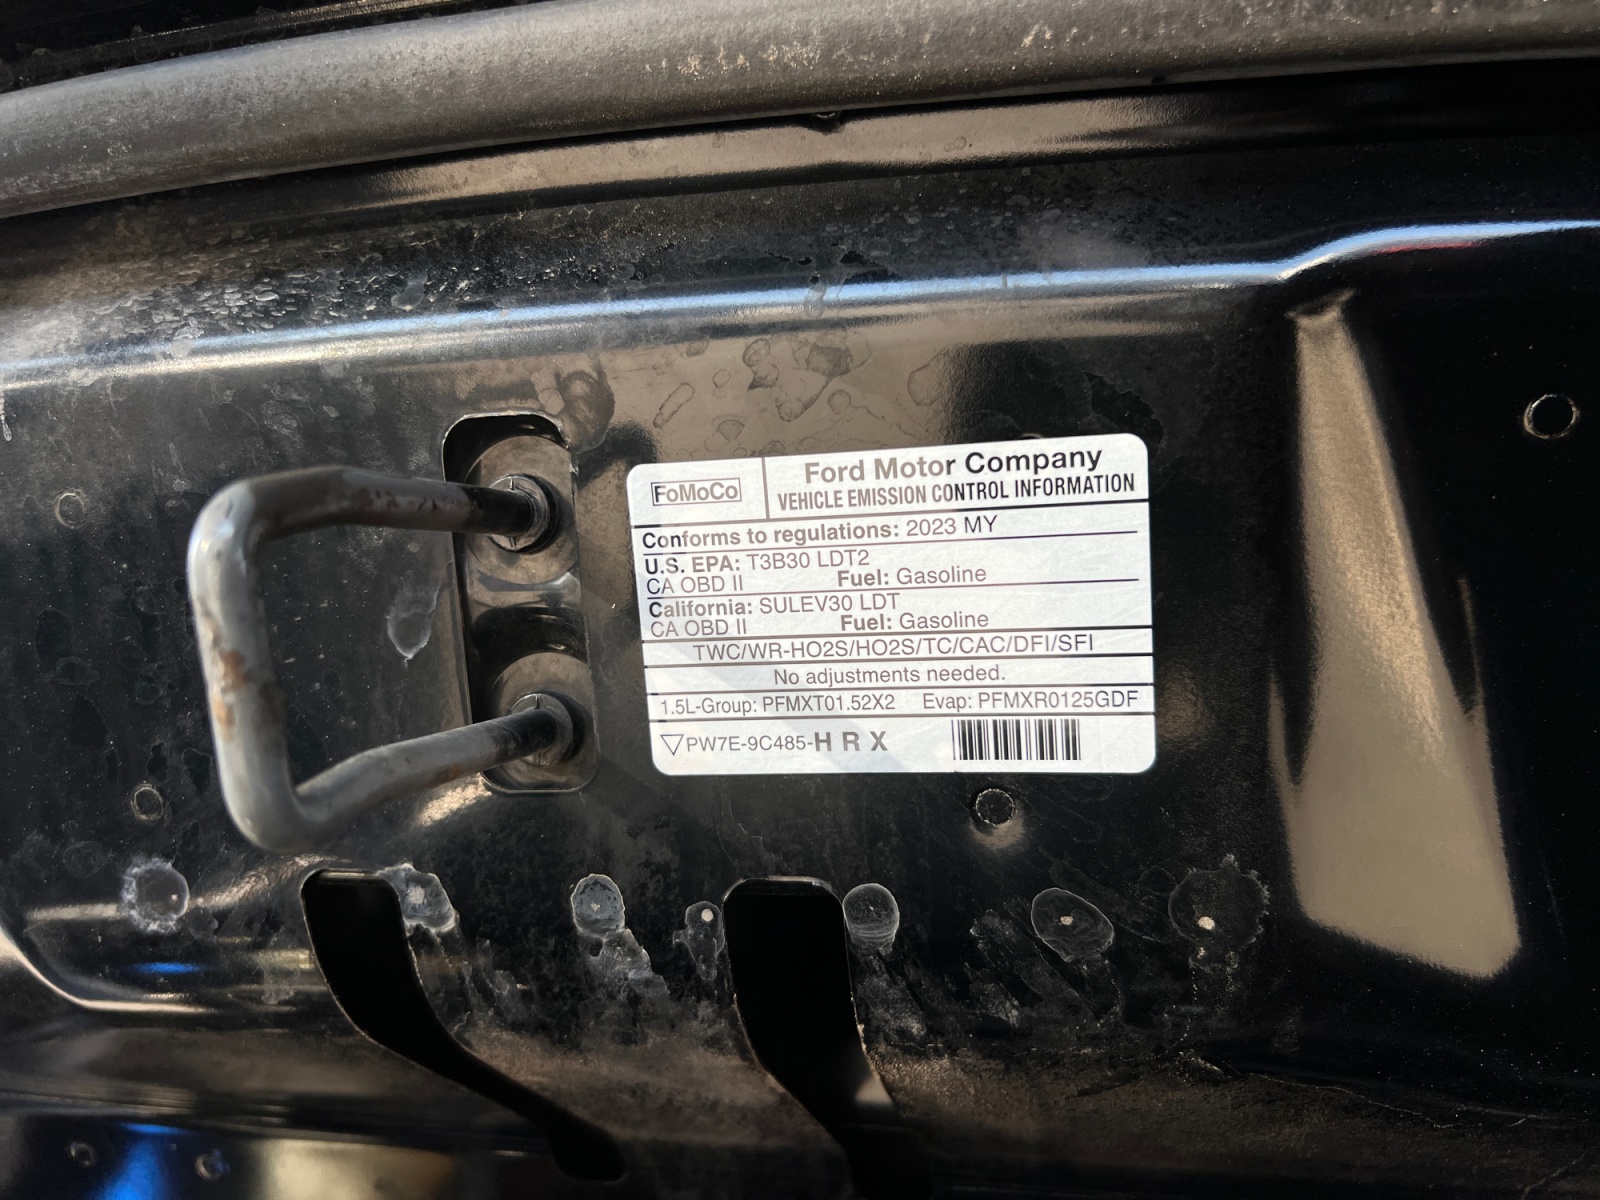 FoMoCo
Ford Motor Company
VEHICLE EMISSION CONTROL INFORMATION
Conforms to regulations: 2023 MY
U.S. EPA: T3B30 LDT2
CA OBD II Fuel: Gasoline
California: SULEV30 LDT
CA OBD II Fuel: Gasoline
TWC/WR-HO2S/HO2S/TC/CAC/DFI/SFI
No adjustments needed.
1.5L-Group: PFMXT01.52X2 Evap: PFMXR0125GDF
PW7E-9C485-H R X